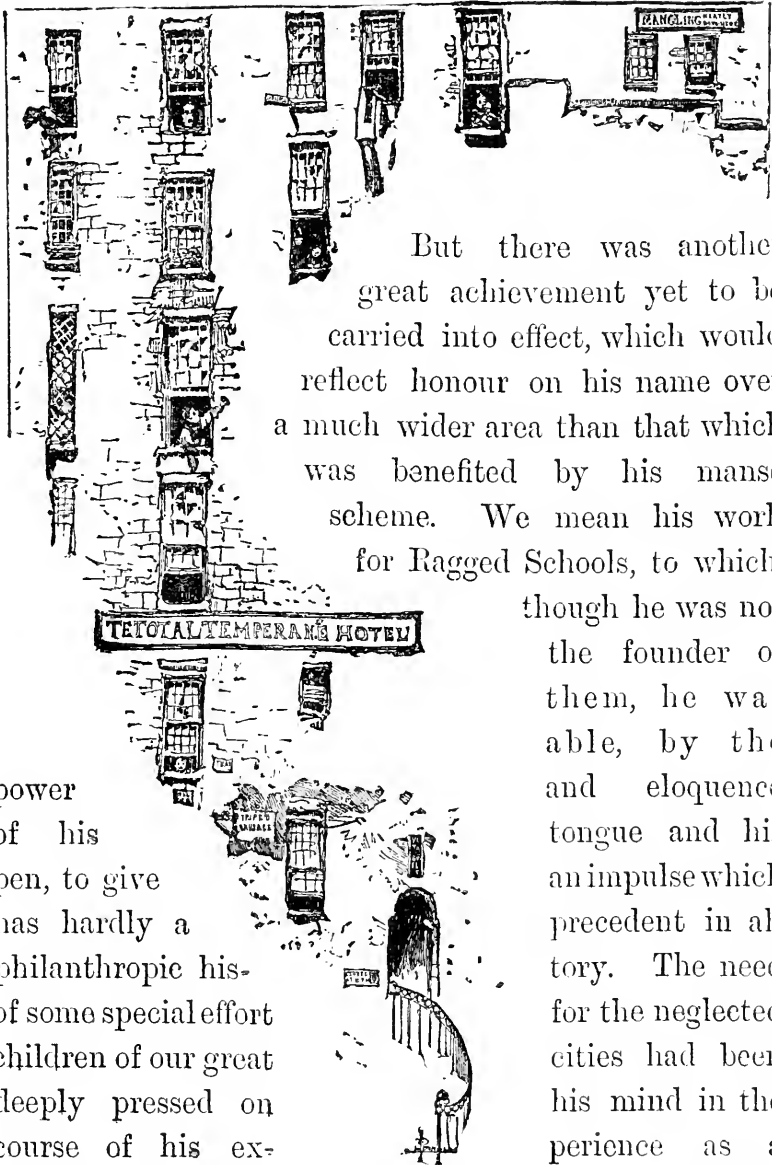 MANGLING
But there was anothe
great achievement yet to b
carried into effect, which would
reflect honour on his name ove
a much wider area than that which
was benefited by his manse
scheme. We mean his work
for Ragged Schools, to which
though he was no
the founder o
them, he wa
able, by the
TETOTAL TEMPERANCE HOTEL
power and eloquence
of his tongue and hi
pen, to give an impulse which
has hardly a precedent in al
philanthropic his- tory. The need
of some special effort for the neglected
children of our great cities had been
deeply pressed on his mind in the
course of his ex- perience as a